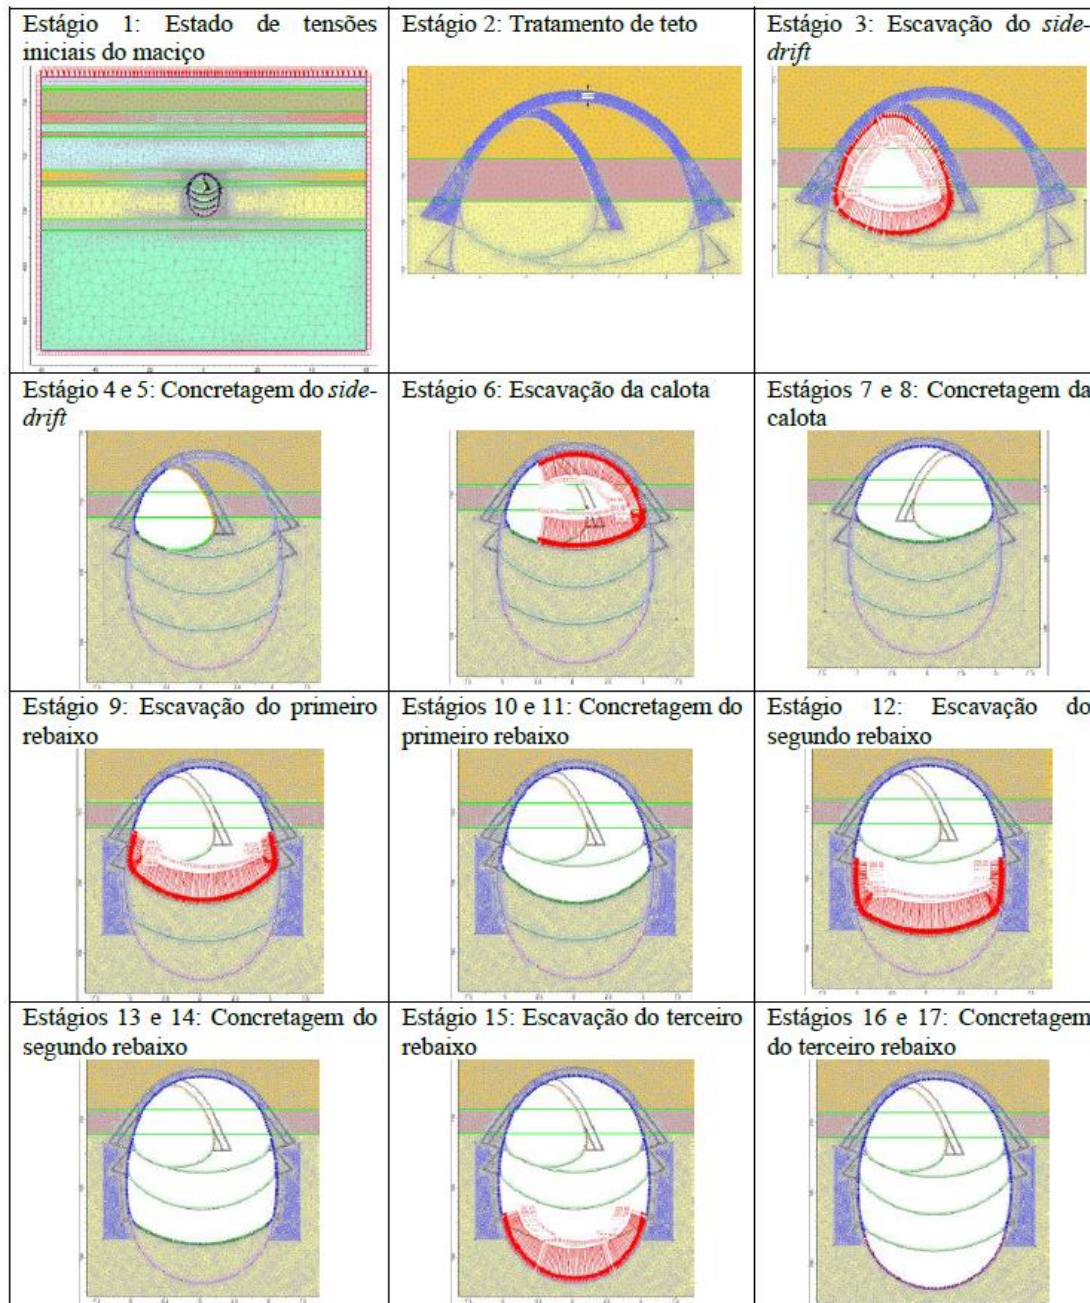 Estágio 1: Estado de tensões
iniciais do maciço
Estágio 2: Tratamento de teto
Estágio 3: Escavação do side-
drift
Estágio 4 e 5: Concretagem do side-
drift
Estágio 6: Escavação da calota
Estágios 7 e 8: Concretagem da
calota
Estágio 9: Escavação do primeiro
rebaixo
Estágios 10 e 11: Concretagem do
primeiro rebaixo
Estágio 12: Escavação do
segundo rebaixo
Estágios 13 e 14: Concretagem do
segundo rebaixo
Estágio 15: Escavação do terceiro
rebaixo
Estágios 16 e 17: Concretagem
do terceiro rebaixo